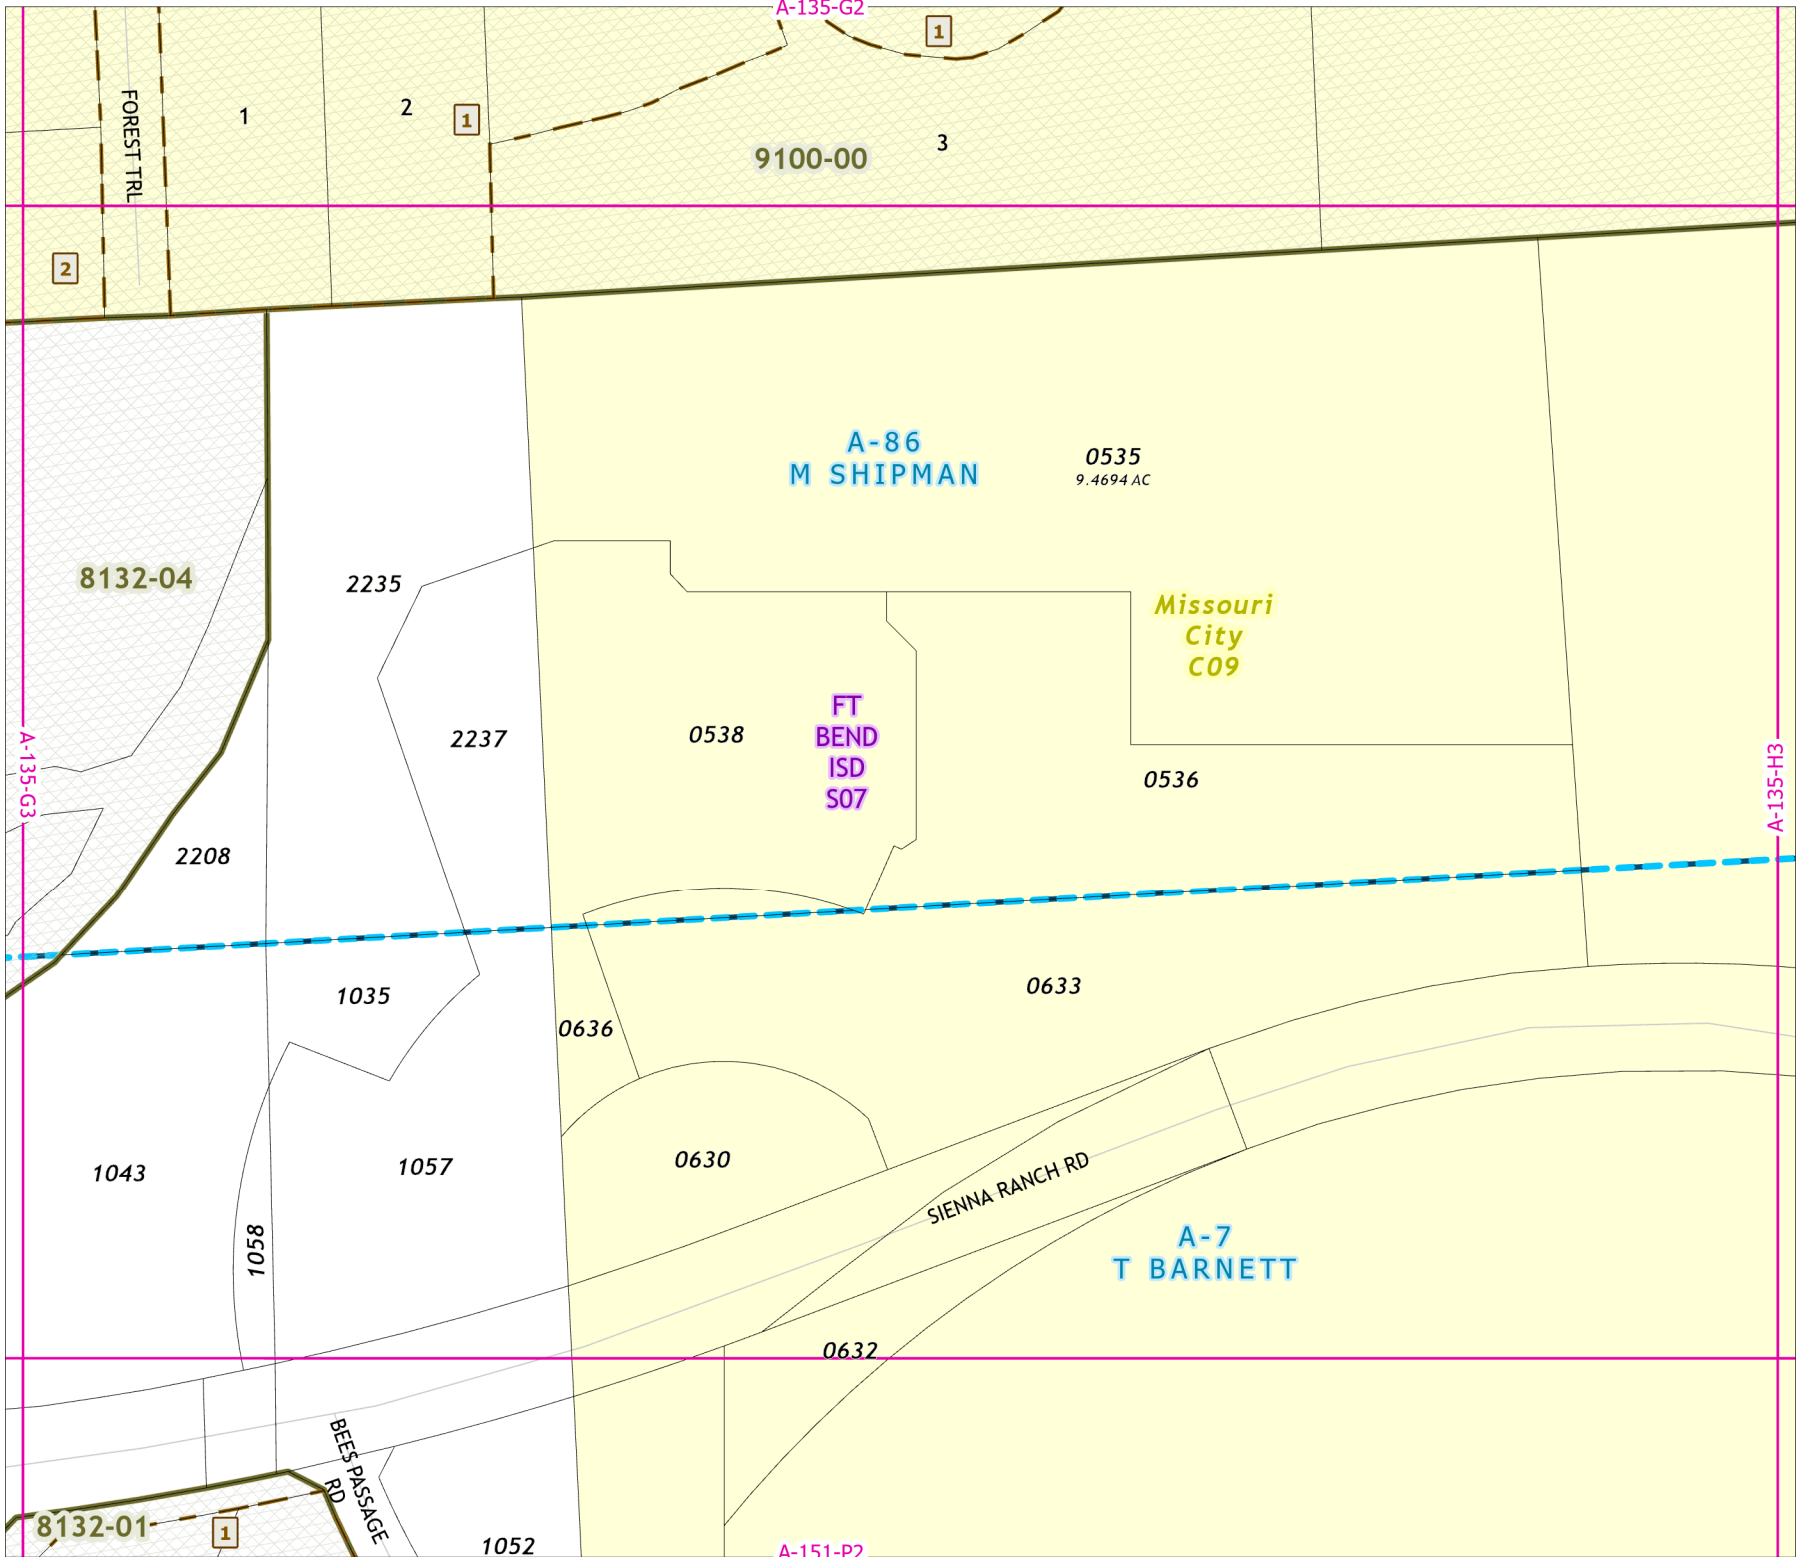 A-135-G2
1
FOREST TRL
1
2
1
3
9100-00
2
A-86
M SHIPMAN
0535
9.4694 AC
8132-04
2235
Missouri
City
C09
FT
BEND
ISD
S07
2237
0538
0536
A-135-G3
A-135-H3
2208
1035
0633
0636
1043
1057
0630
SIENNA RANCH RD
1058
A-7
T BARNETT
0632
BEES PASSAGE
RD
8132-01
1
1052
A-151-P2